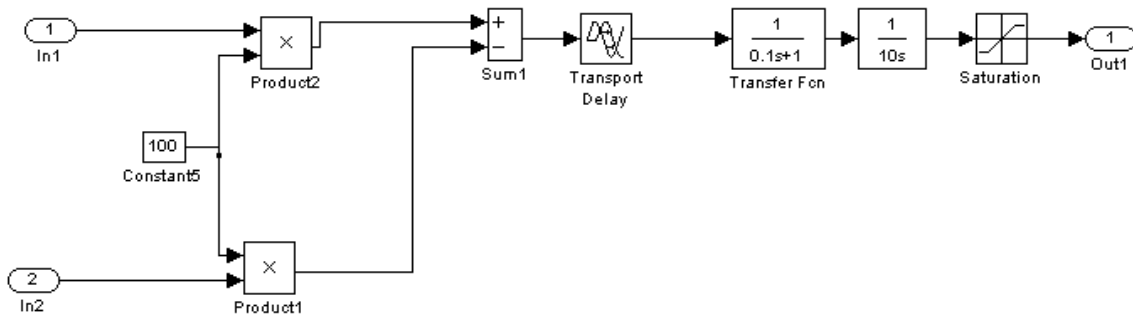 1
In1
×
Product2
100
Constant5
2
In2
×
Product1
+
−
Sum1
Transport
Delay
1
0.1s+1
Transfer Fcn
1
10s
Saturation
1
Out1